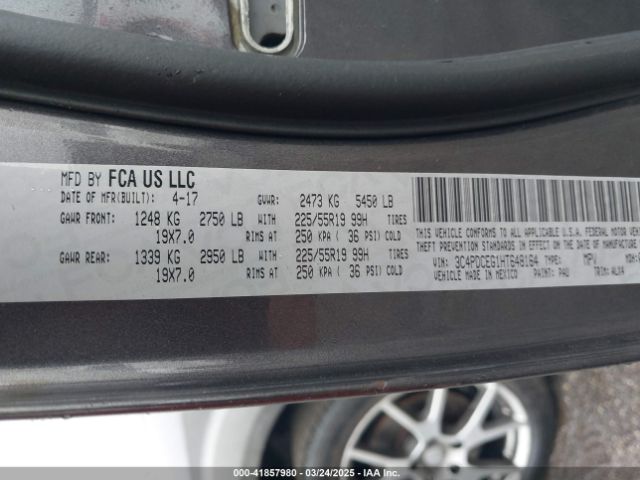 MFD BY FCA US LLC
DATE OF MFR(BUILT): 4-17 GVWR: 2473 KG 5450 LB
GAWR FRONT: 1248 KG 2750 LB WITH 225/55R19 99H TIRES
19X7.0 RIMS AT 250 KPA ( 36 PSI) COLD
GAWR REAR: 1339 KG 2950 LB WITH 225/55R19 99H TIRES
19X7.0 RIMS AT 250 KPA ( 36 PSI) COLD
THIS VEHICLE CONFORMS TO ALL APPLICABLE U.S.A. FEDERAL MOTOR VEHICLE
THEFT PREVENTION STANDARDS IN EFFECT ON THE DATE OF
VIN: 3C4PDCEG1HT648164 TYPE: MPV
MADE IN MEXICO PAINT: PAU TRIM: ALX4
000-41857980 - 03/24/2025 - IAA Inc.